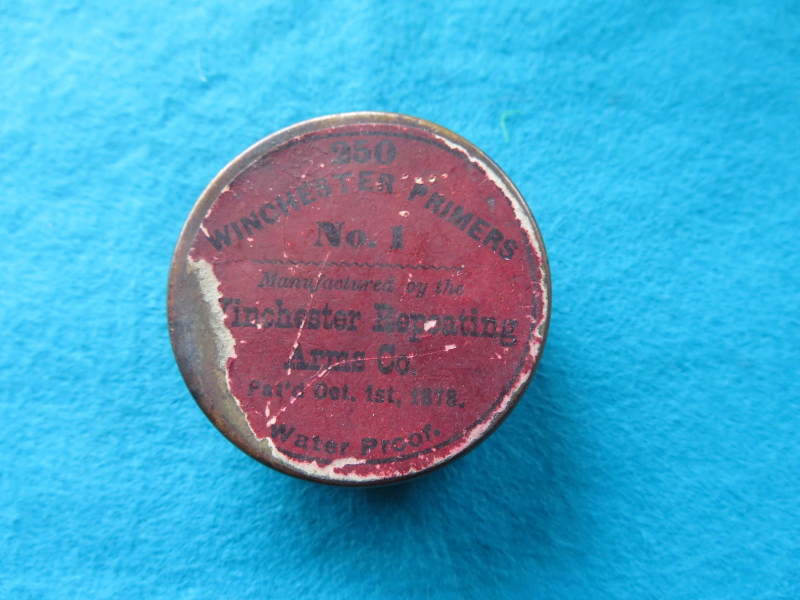 250
WINCHESTER PRIMERS
No. 1
Manufactured by the
Winchester Repeating
Arms Co.
Pat'd Oct. 1st, 1878.
Water Proof.